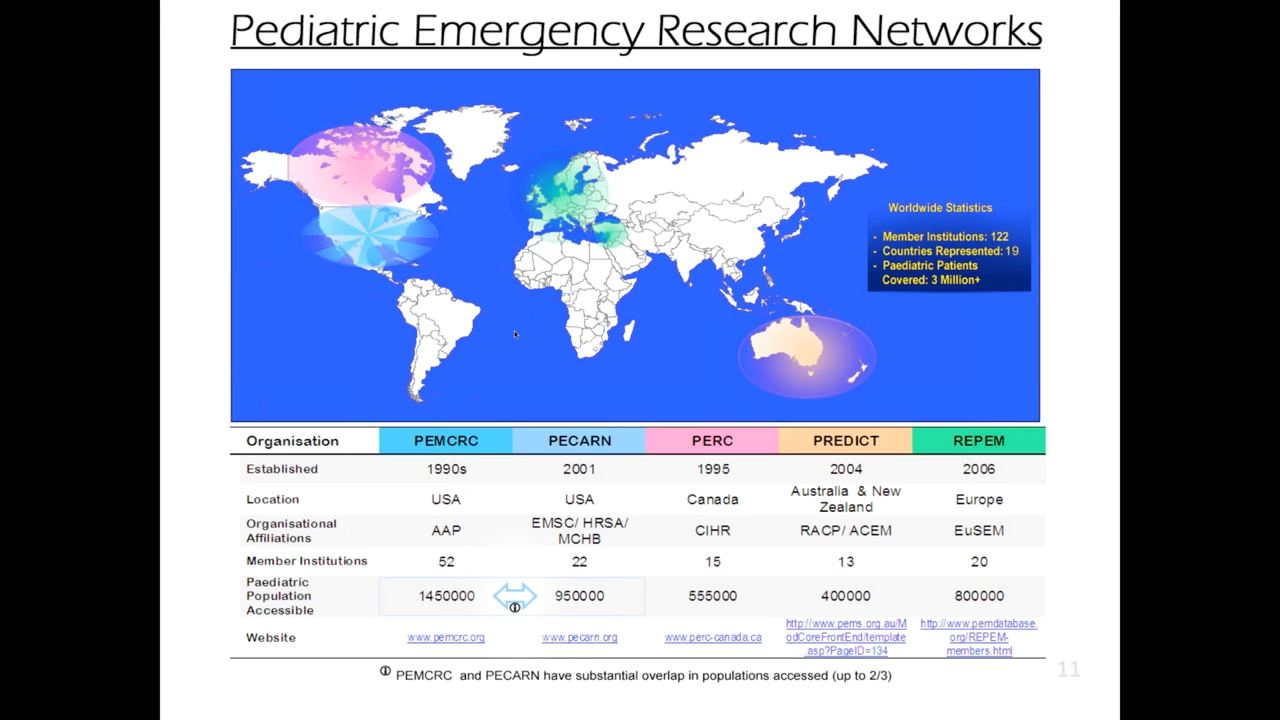 Pediatric Emergency Research Networks
Worldwide Statistics
- Member Institutions: 122
- Countries Represented: 19
- Paediatric Patients
Covered: 3 Million+
Organisation PEMCRC PECARN PERC PREDICT REPEM
Established 1990s 2001 1995 2004 2006
Location USA USA Canada Australia & New Zealand Europe
Organisational Affiliations AAP EMSC/ HRSA/ MCHB CIHR RACP/ ACEM EuSEM
Member Institutions 52 22 15 13 20
Paediatric Population Accessible 1450000 950000 555000 400000 800000
Website www.pemcrc.org www.pecarn.org www.perc-canada.ca http://www.pems.org.au/ModCoreFrontEnd/template.asp?PageID=134 http://www.pemdatabase.org/REPEM-members.html
PEMCRC and PECARN have substantial overlap in populations accessed (up to 2/3)
11